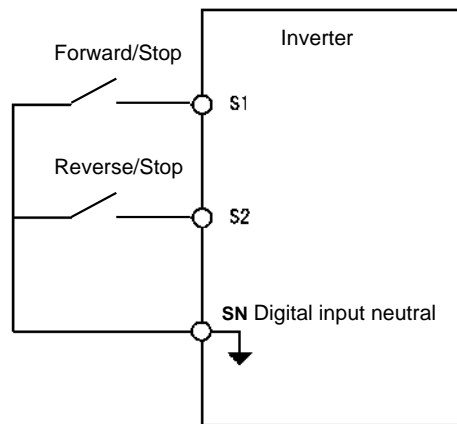 Inverter
Forward/Stop
S1
Reverse/Stop
S2
SN Digital input neutral